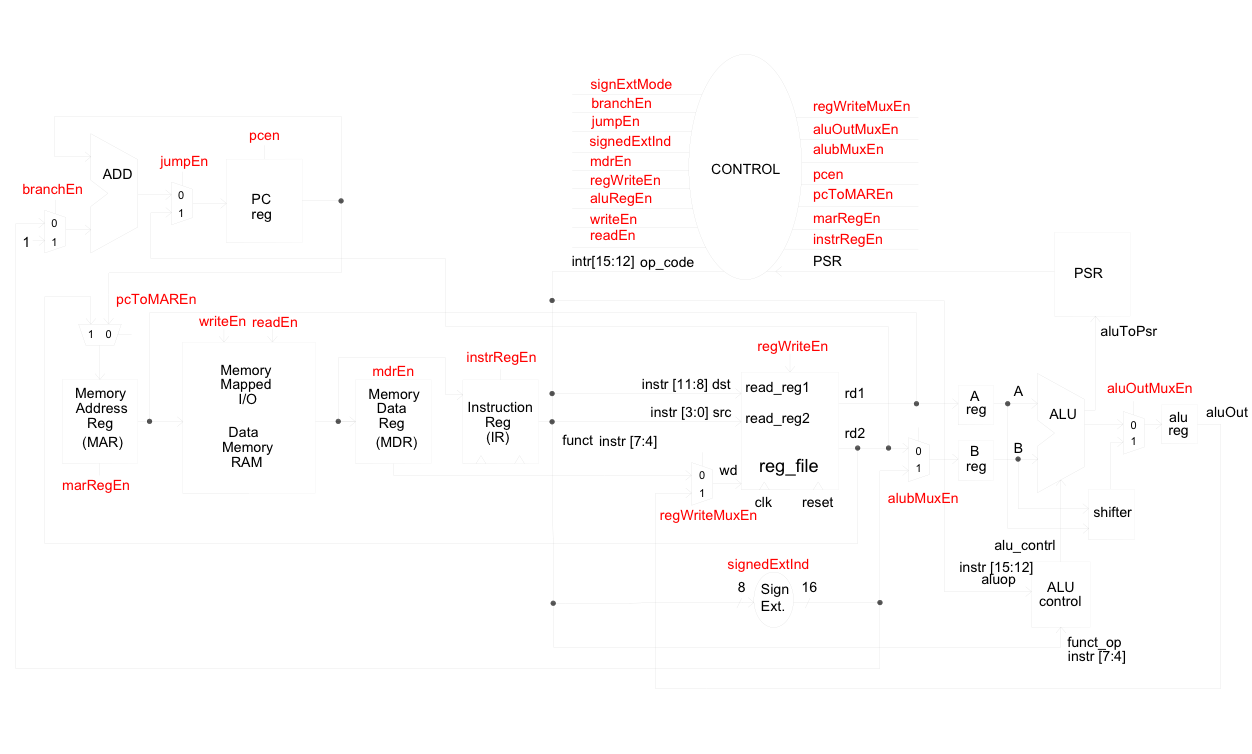 signExtMode
branchEn
jumpEn
signedExtInd
mdrEn
regWriteEn
aluRegEn
writeEn
readEn
intr[15:12] op_code
CONTROL
regWriteMuxEn
aluOutMuxEn
alubMuxEn
pcen
pcToMAREn
marRegEn
instrRegEn
PSR
pcen
jumpEn
ADD
branchEn
0
1
1
0
1
PC
reg
pcToMAREn
1 0
writeEn readEn
Memory
Address
Reg
(MAR)
marRegEn
Memory
Mapped
I/O
Data
Memory
RAM
mdrEn
Memory
Data
Reg
(MDR)
instrRegEn
Instruction
Reg
(IR)
instr [11:8] dst
instr [3:0] src
funct instr [7:4]
regWriteEn
read_reg1
read_reg2
reg_file
clk reset
rd1
rd2
wd
0
1
regWriteMuxEn
signedExtInd
8
Sign
Ext.
16
0
1
alubMuxEn
A
reg
B
reg
A
B
ALU
PSR
aluToPsr
aluOutMuxEn
0
1
alu
reg
aluOut
shifter
alu_contrl
instr [15:12]
aluop
ALU
control
funct_op
instr [7:4]